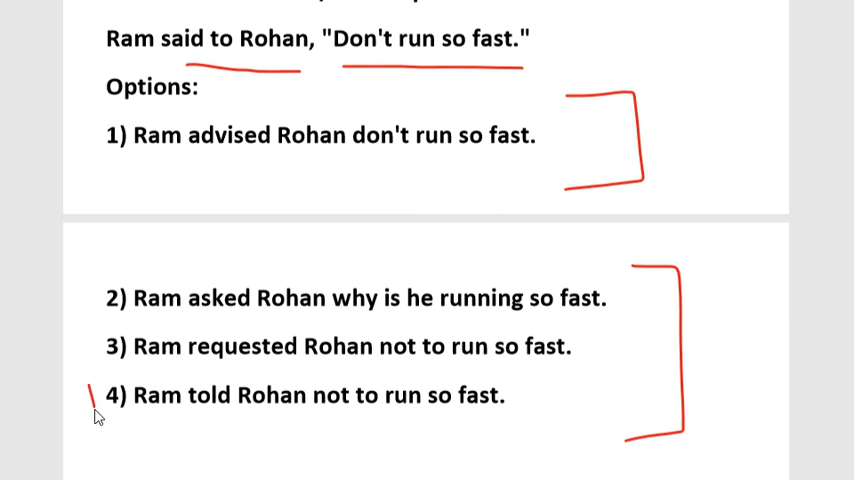 Ram said to Rohan, "Don't run so fast."
Options:
1) Ram advised Rohan don't run so fast.
2) Ram asked Rohan why is he running so fast.
3) Ram requested Rohan not to run so fast.
4) Ram told Rohan not to run so fast.